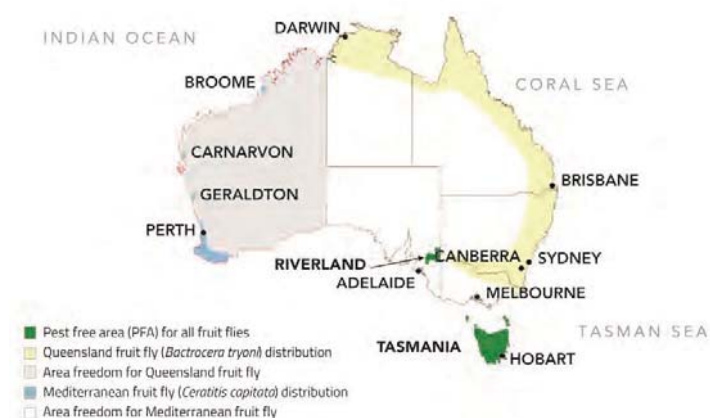 DARWIN
INDIAN OCEAN
BROOME
CORAL SEA
CARNARVON
GERALDTON
BRISBANE
PERTH
RIVERLAND
CANBERRA
SYDNEY
ADELAIDE
MELBOURNE
TASMANIA
TASMAN SEA
HOBART
Pest free area (PFA) for all fruit flies
Queensland fruit fly (Bactrocera tryoni) distribution
Area freedom for Queensland fruit fly
Mediterranean fruit fly (Ceratitis capitata) distribution
Area freedom for Mediterranean fruit fly